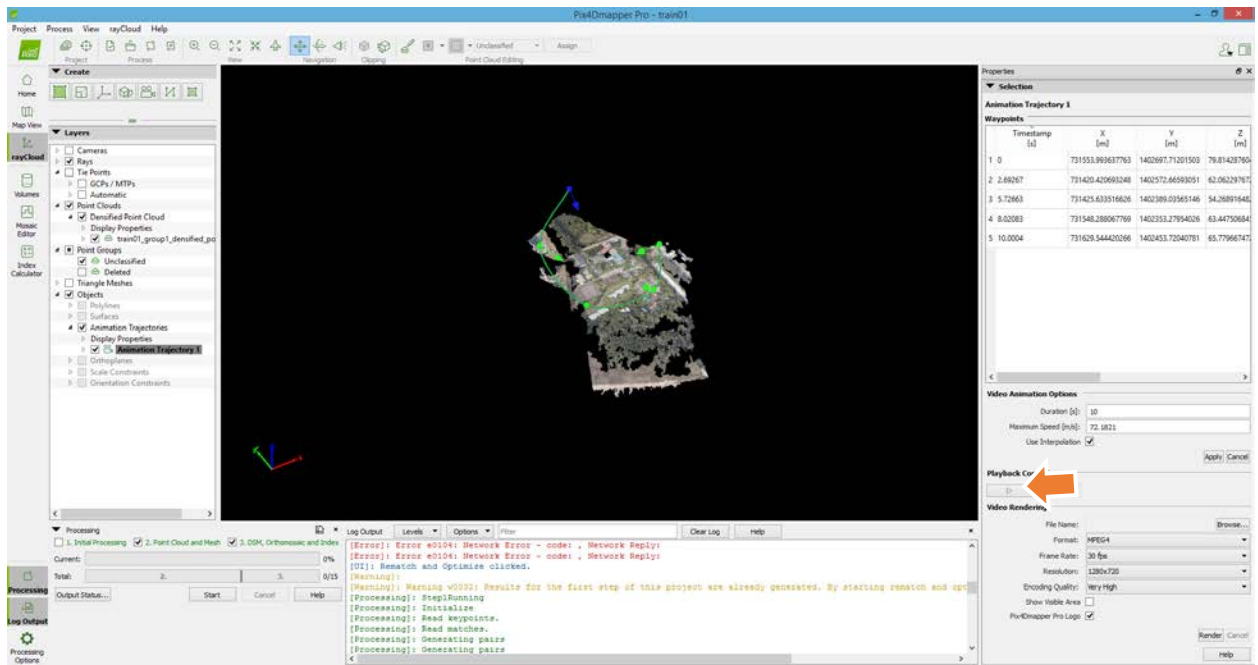 Pix4Dmapper Pro - train01
Project Process View rayCloud Help
Unclassified Assign
Project Process View Navigation Clipping Point Cloud Editing
Home
Map View
rayCloud
Volumes
Mosaic Editor
Index Calculator
Processing
Log Output
Processing Options
Create
Layers
Cameras
Rays
Tie Points
GCPs / MTPs
Automatic
Point Clouds
Densified Point Cloud
Display Properties
train01_group1_densified_po
Point Groups
Unclassified
Deleted
Triangle Meshes
Objects
Polylines
Surfaces
Animation Trajectories
Display Properties
Animation Trajectory 1
Orthoplanes
Scale Constraints
Orientation Constraints
Processing
1. Initial Processing 2. Point Cloud and Mesh 3. DSM, Orthomosaic and Index
Current: 0%
Total: 2. 3. 0/15
Output Status... Start Cancel Help
Log Output Levels Options Filter Clear Log Help
[Error]: Error e0104: Network Error - code: , Network Reply:
[Error]: Error e0104: Network Error - code: , Network Reply:
[UI]: Rematch and Optimize clicked.
[Warning]:
[Warning]: Warning w0032: Results for the first step of this project are already generated. By starting rematch and opt
[Processing]: Step1Running
[Processing]: Initialize
[Processing]: Read keypoints.
[Processing]: Read matches.
[Processing]: Generating pairs
[Processing]: Generating pairs
Properties
Selection
Animation Trajectory 1
Waypoints
Timestamp [s] X [m] Y [m] Z [m]
1 0 731553.993637763 1402697.71201503 79.81428760
2 2.69267 731420.420693248 1402572.66593051 62.06229767
3 5.72663 731425.633516626 1402389.03565146 54.26891648
4 8.02083 731548.288067769 1402353.27954026 63.44750684
5 10.0004 731629.544420266 1402453.72040781 65.77966747
Video Animation Options
Duration [s]: 10
Maximum Speed [m/s]: 72.1821
Use Interpolation
Apply Cancel
Playback Co
Video Rendering
File Name: Browse...
Format: MPEG4
Frame Rate: 30 fps
Resolution: 1280x720
Encoding Quality: Very High
Show Visible Area
Pix4Dmapper Pro Logo
Render Cancel
Help